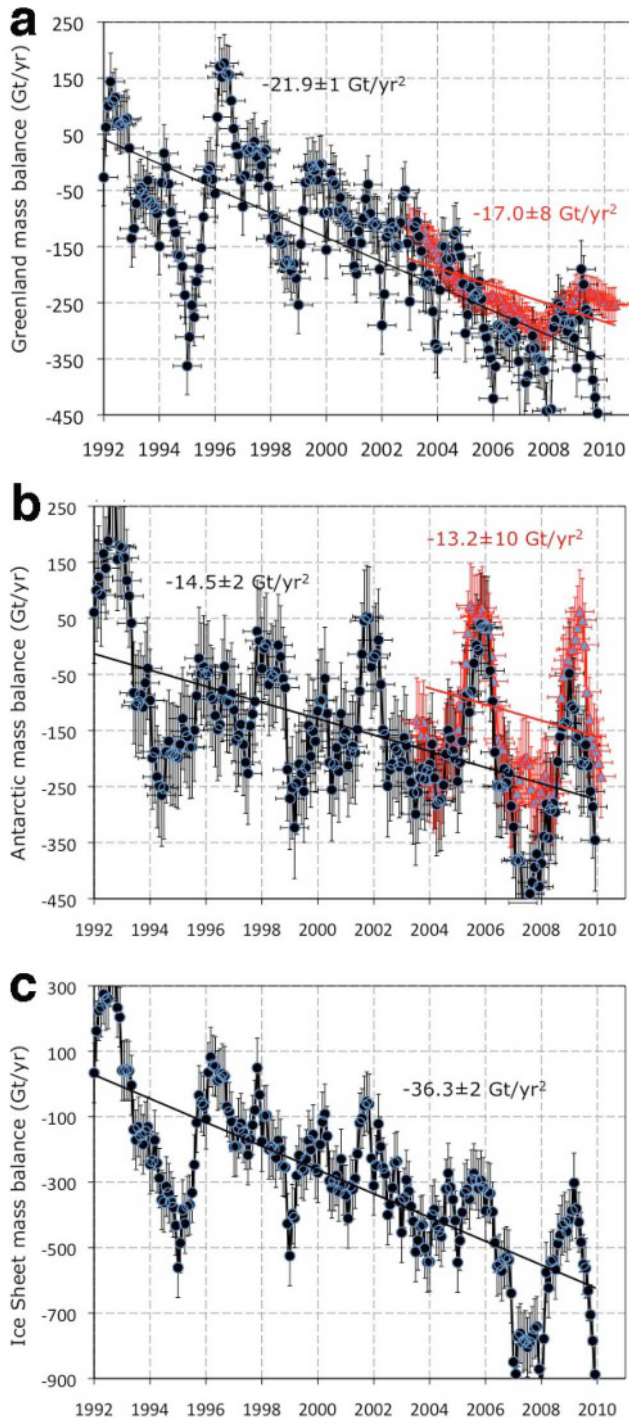 a
250
150
50
-50
-150
-250
-350
-450
Greenland mass balance (Gt/yr)
-21.9±1 Gt/yr²
-17.0±8 Gt/yr²
1992 1994 1996 1998 2000 2002 2004 2006 2008 2010
b
250
150
50
-50
-150
-250
-350
-450
Antarctic mass balance (Gt/yr)
-13.2±10 Gt/yr²
-14.5±2 Gt/yr²
1992 1994 1996 1998 2000 2002 2004 2006 2008 2010
c
300
100
-100
-300
-500
-700
-900
Ice Sheet mass balance (Gt/yr)
-36.3±2 Gt/yr²
1992 1994 1996 1998 2000 2002 2004 2006 2008 2010